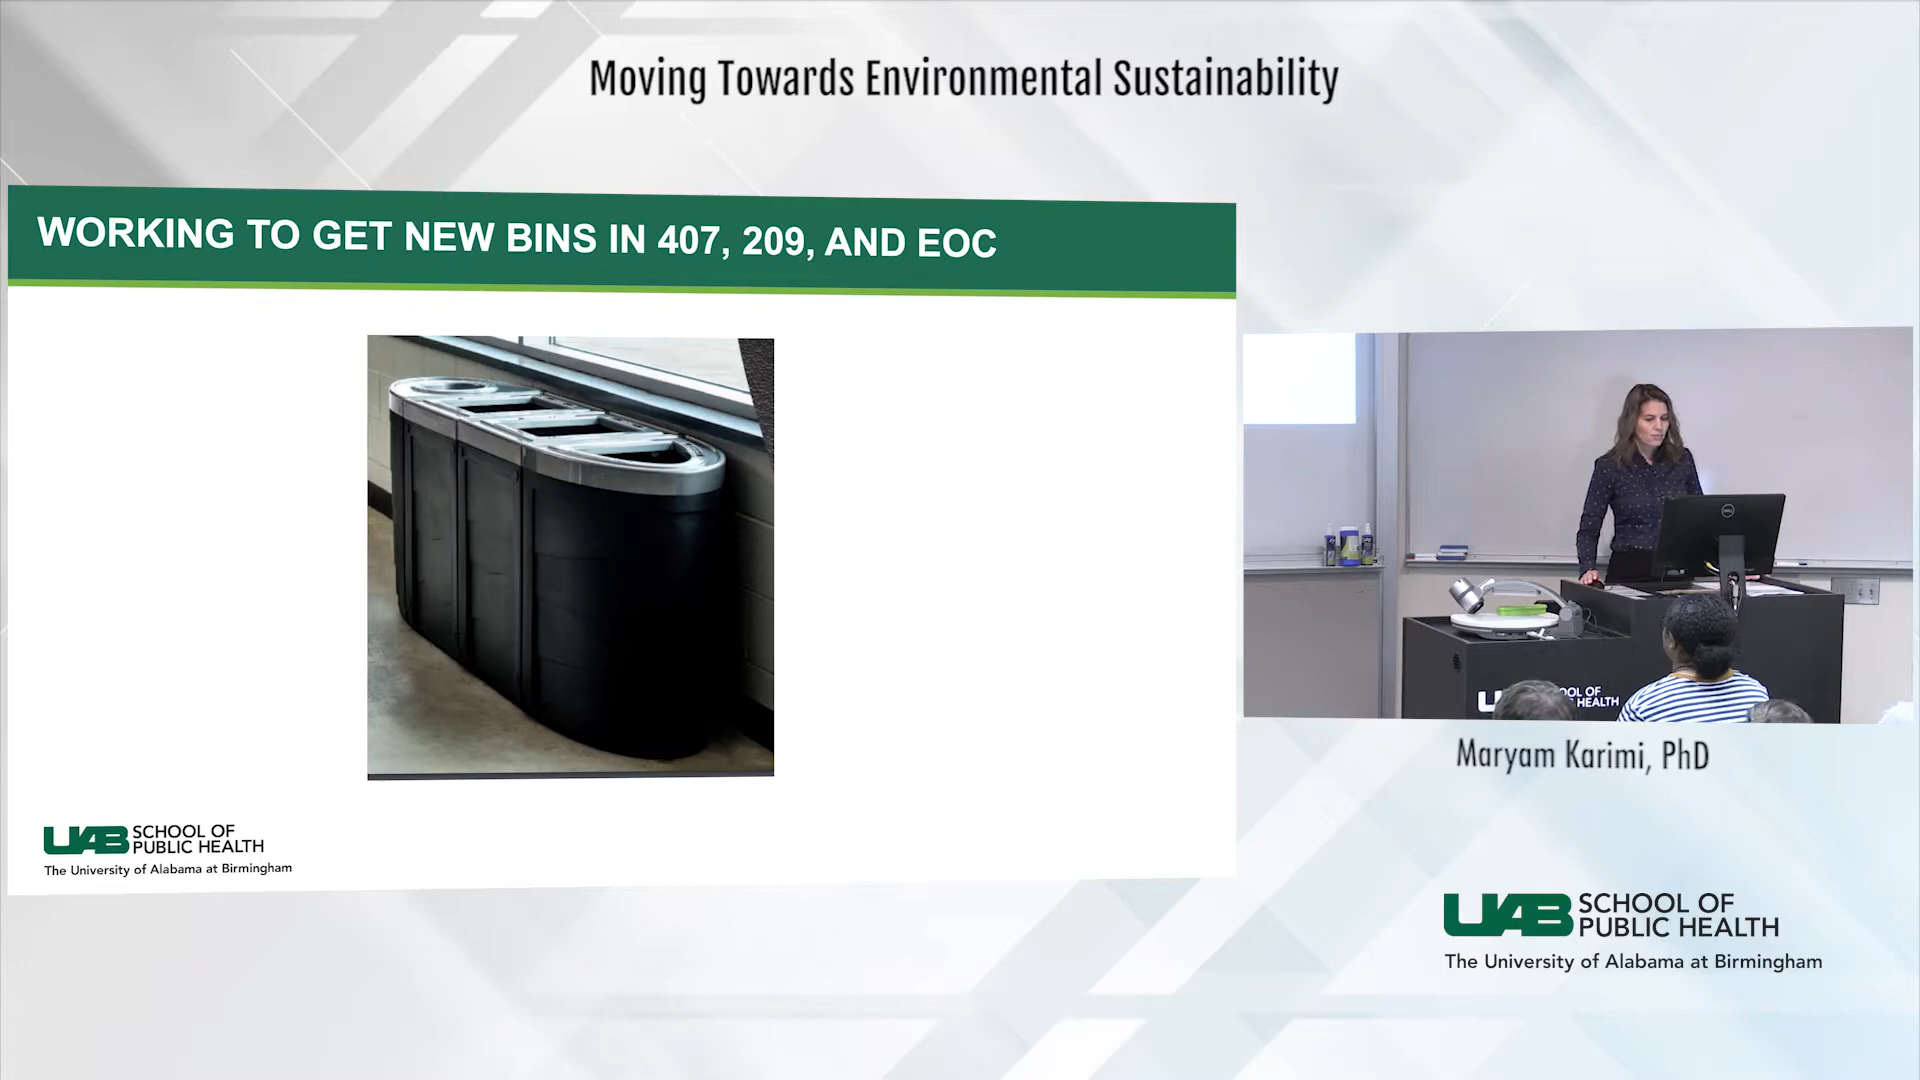 Moving Towards Environmental Sustainability
WORKING TO GET NEW BINS IN 407, 209, AND EOC
UAB SCHOOL OF
PUBLIC HEALTH
The University of Alabama at Birmingham
DELL
Maryam Karimi, PhD
UAB SCHOOL OF
PUBLIC HEALTH
The University of Alabama at Birmingham